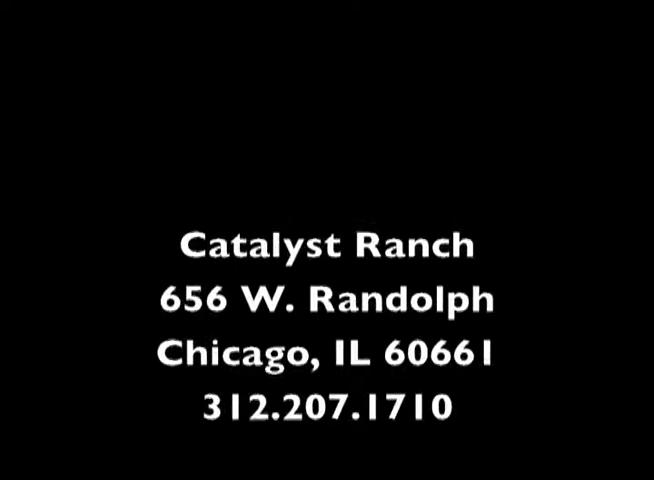 Catalyst Ranch
656 W. Randolph
Chicago, IL 60661
312.207.1710